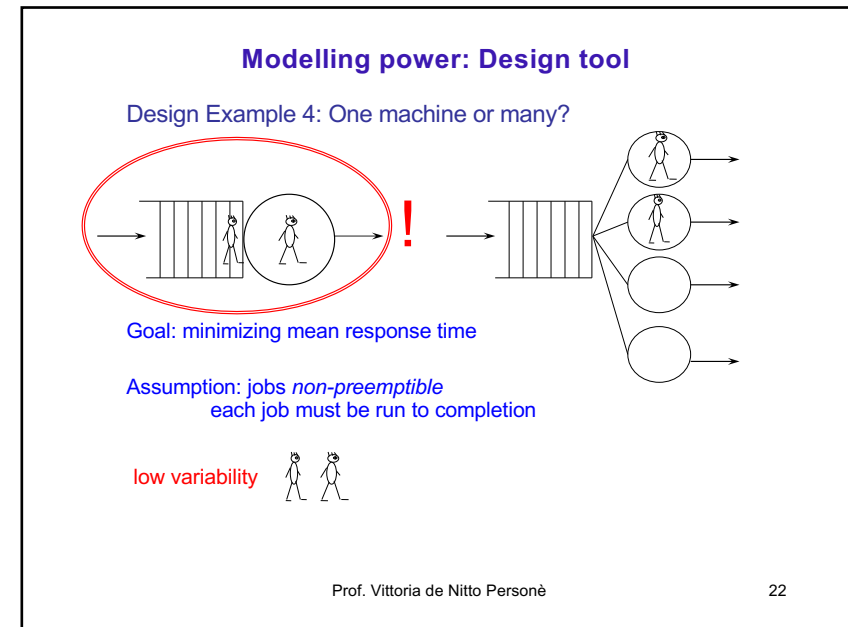 Modelling power: Design tool
Design Example 4: One machine or many?
!
Goal: minimizing mean response time
Assumption: jobs non-preemptible
each job must be run to completion
low variability
Prof. Vittoria de Nitto Personè 22